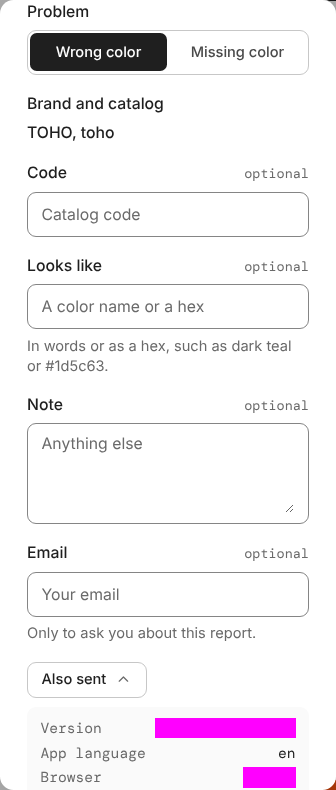 Problem
Wrong color
Missing color
Brand and catalog
TOHO, toho
Code
optional
Catalog code
Looks like
optional
A color name or a hex
In words or as a hex, such as dark teal
or #1d5c63.
Note
optional
Anything else
Email
optional
Your email
Only to ask you about this report.
Also sent
Version
App language
en
Browser